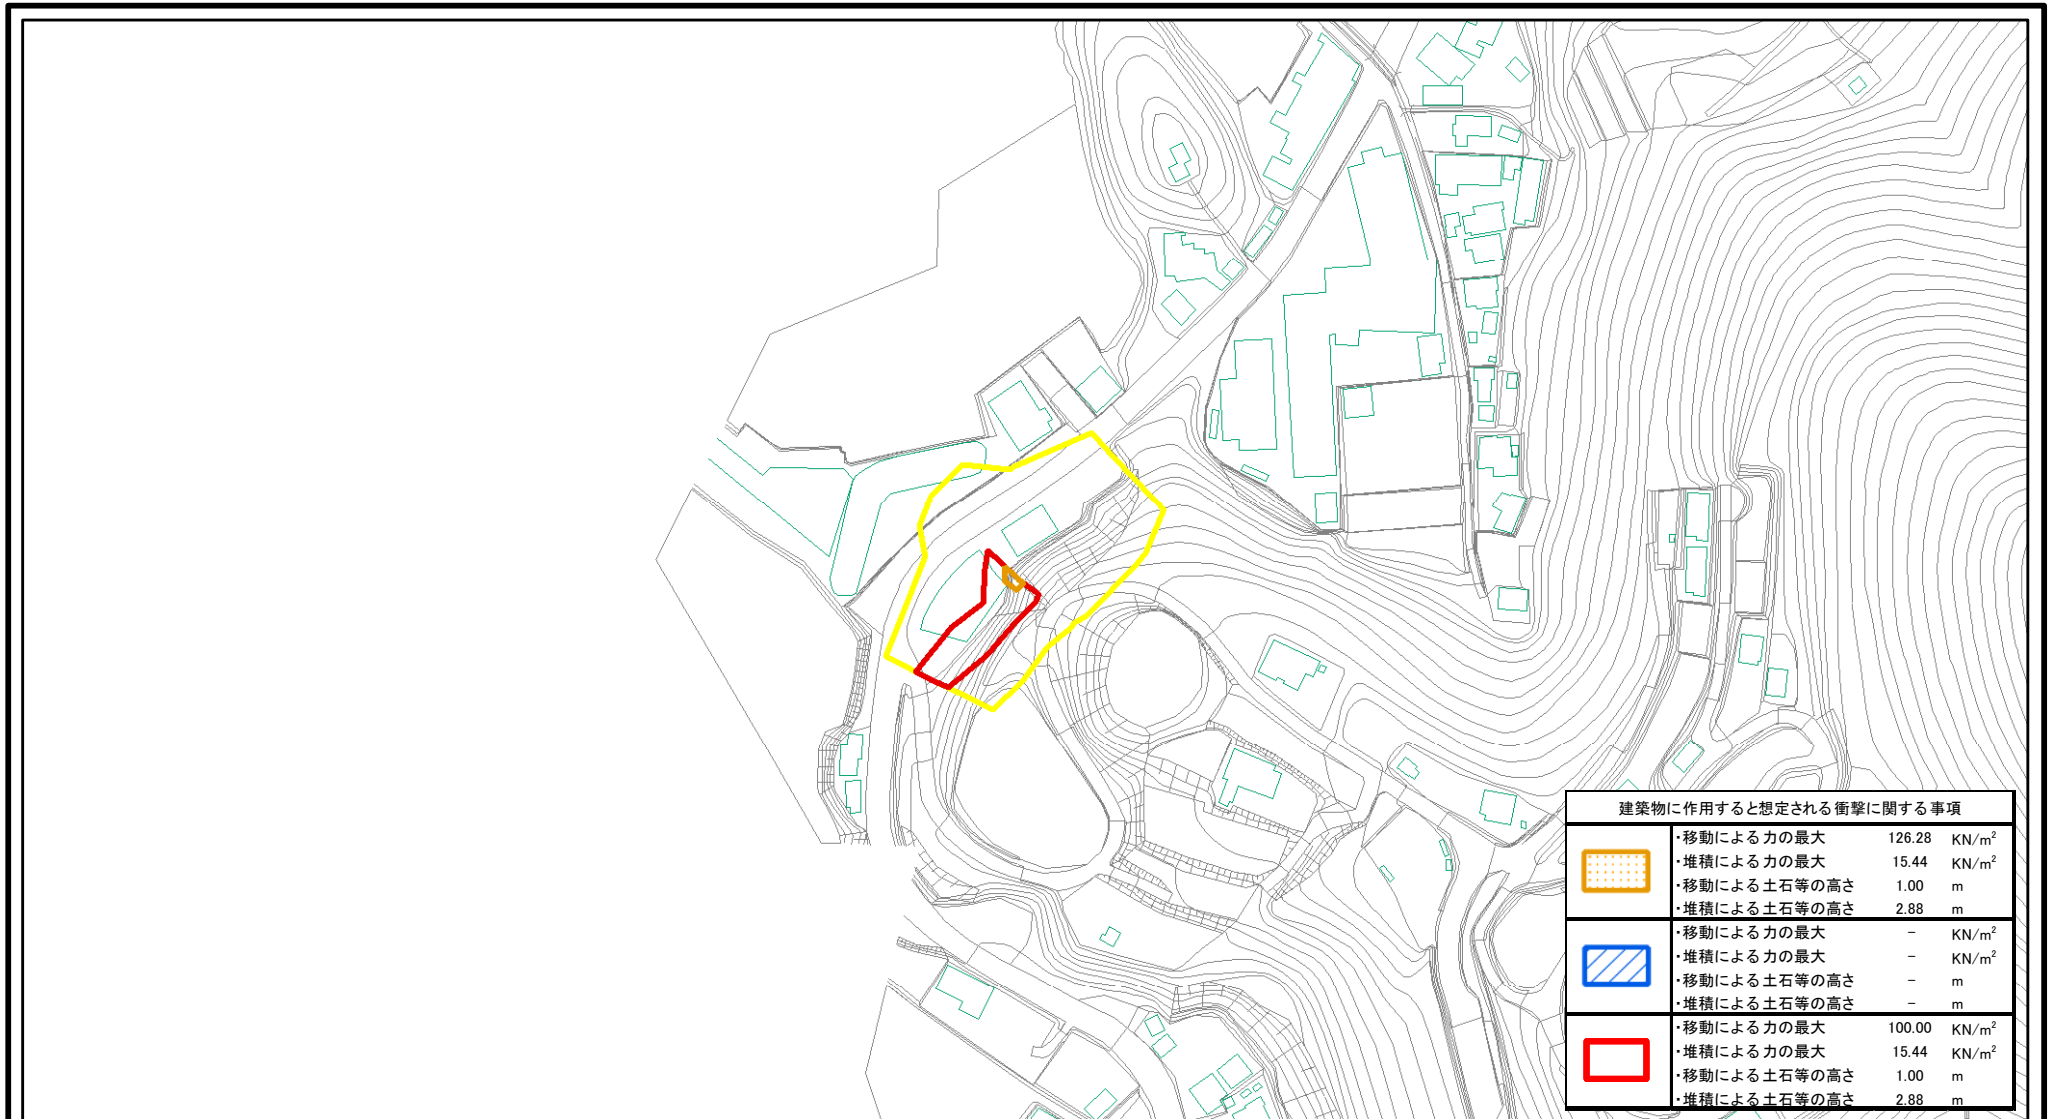 建築物に作用すると想定される衝撃に関する事項
・移動による力の最大 126.28 KN/m²
・堆積による力の最大 15.44 KN/m²
・移動による土石等の高さ 1.00 m
・堆積による土石等の高さ 2.88 m
・移動による力の最大 - KN/m²
・堆積による力の最大 - KN/m²
・移動による土石等の高さ - m
・堆積による土石等の高さ - m
・移動による力の最大 100.00 KN/m²
・堆積による力の最大 15.44 KN/m²
・移動による土石等の高さ 1.00 m
・堆積による土石等の高さ 2.88 m